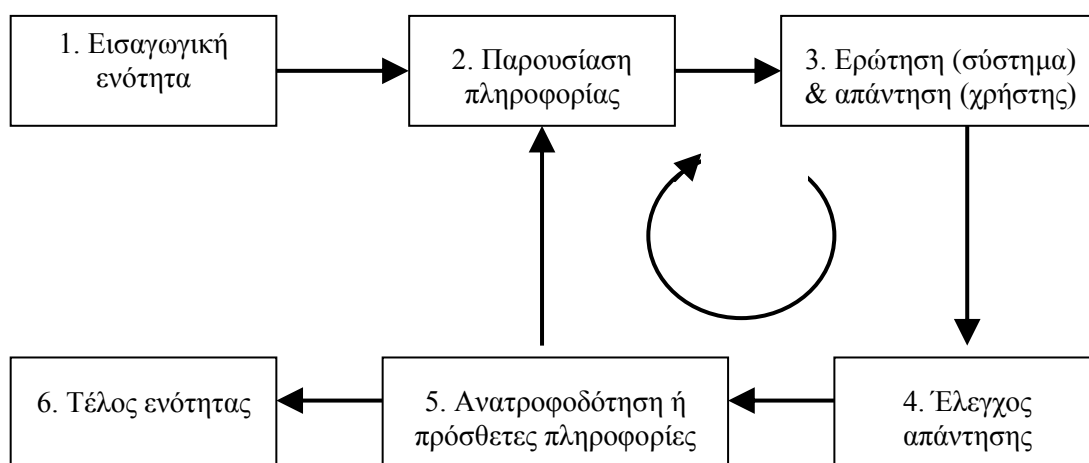 1. Εισαγωγική
ενότητα
2. Παρουσίαση
πληροφορίας
3. Ερώτηση (σύστημα)
& απάντηση (χρήστης)
4. Έλεγχος
απάντησης
5. Ανατροφοδότηση ή
πρόσθετες πληροφορίες
6. Τέλος ενότητας